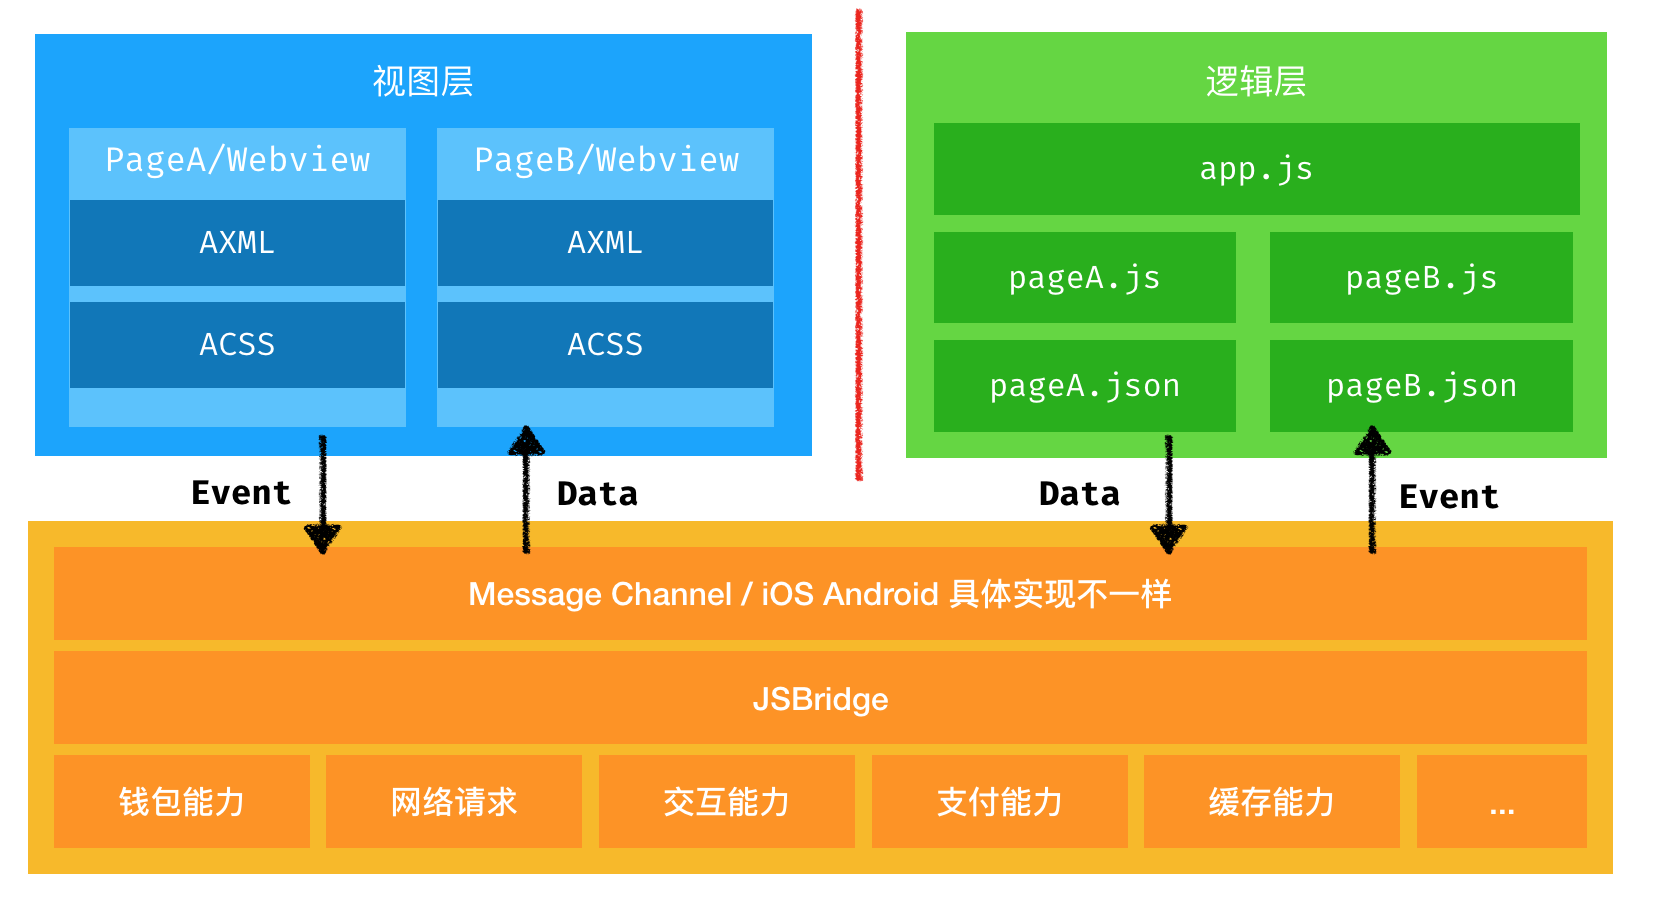 视图层
PageA/Webview
AXML
ACSS
PageB/Webview
AXML
ACSS
逻辑层
app.js
pageA.js
pageB.js
pageA.json
pageB.json
Event
Data
Data
Event
Message Channel / iOS Android 具体实现不一样
JSBridge
钱包能力
网络请求
交互能力
支付能力
缓存能力
...